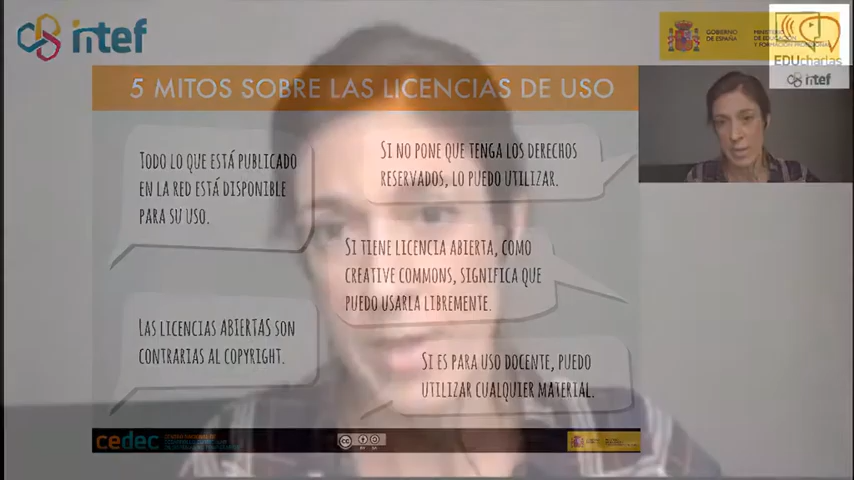 intef
GOBIERNO
DE ESPAÑA
MINISTERIO
DE EDUCACIÓN
Y FORMACIÓN PROFESIONAL
EDUcharlas
intef
5 MITOS SOBRE LAS LICENCIAS DE USO
TODO LO QUE ESTÁ PUBLICADO
EN LA RED ESTÁ DISPONIBLE
PARA SU USO.
SI NO PONE QUE TENGA LOS DERECHOS
RESERVADOS, LO PUEDO UTILIZAR.
SI TIENE LICENCIA ABIERTA, COMO
CREATIVE COMMONS, SIGNIFICA QUE
PUEDO USARLA LIBREMENTE.
LAS LICENCIAS ABIERTAS SON
CONTRARIAS AL COPYRIGHT.
SI ES PARA USO DOCENTE, PUEDO
UTILIZAR CUALQUIER MATERIAL.
cedec